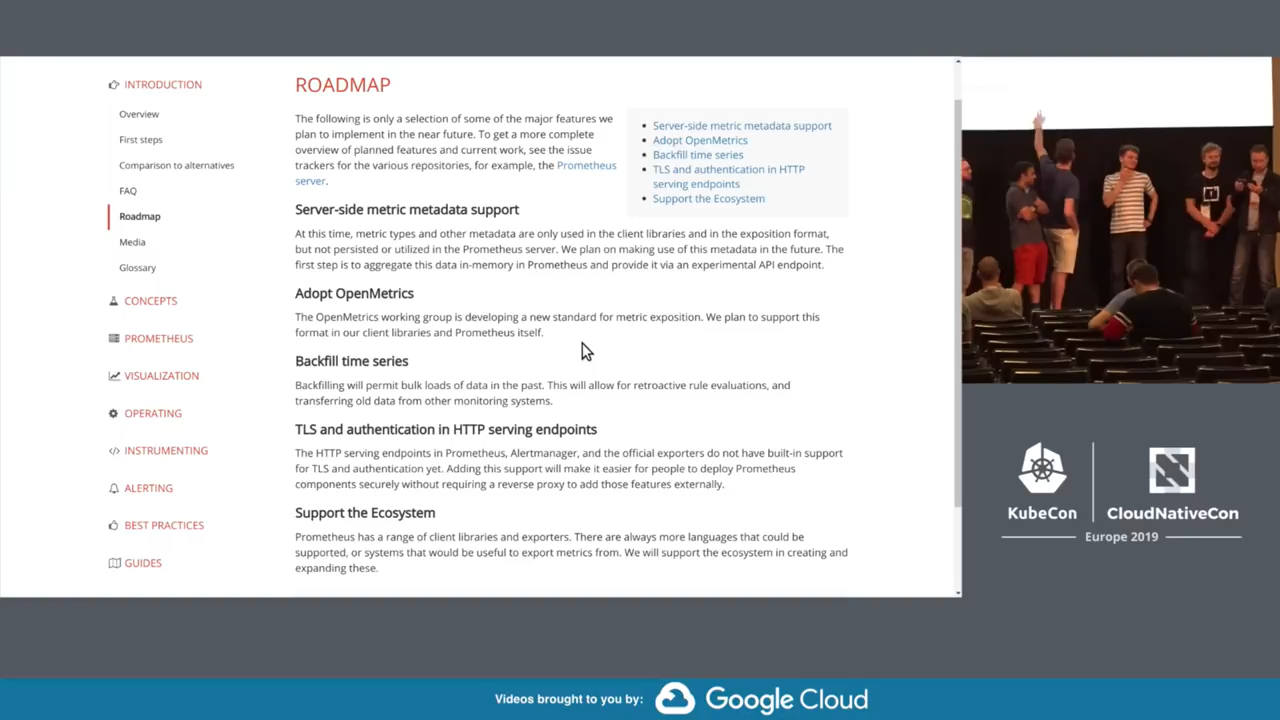 INTRODUCTION
Overview
First steps
Comparison to alternatives
FAQ
Roadmap
Media
Glossary
CONCEPTS
PROMETHEUS
VISUALIZATION
OPERATING
INSTRUMENTING
ALERTING
BEST PRACTICES
GUIDES
ROADMAP
The following is only a selection of some of the major features we
plan to implement in the near future. To get a more complete
overview of planned features and current work, see the issue
trackers for the various repositories, for example, the Prometheus
server.
Server-side metric metadata support
Adopt OpenMetrics
Backfill time series
TLS and authentication in HTTP
serving endpoints
Support the Ecosystem
Server-side metric metadata support
At this time, metric types and other metadata are only used in the client libraries and in the exposition format,
but not persisted or utilized in the Prometheus server. We plan on making use of this metadata in the future. The
first step is to aggregate this data in-memory in Prometheus and provide it via an experimental API endpoint.
Adopt OpenMetrics
The OpenMetrics working group is developing a new standard for metric exposition. We plan to support this
format in our client libraries and Prometheus itself.
Backfill time series
Backfilling will permit bulk loads of data in the past. This will allow for retroactive rule evaluations, and
transferring old data from other monitoring systems.
TLS and authentication in HTTP serving endpoints
The HTTP serving endpoints in Prometheus, Alertmanager, and the official exporters do not have built-in support
for TLS and authentication yet. Adding this support will make it easier for people to deploy Prometheus
components securely without requiring a reverse proxy to add those features externally.
Support the Ecosystem
Prometheus has a range of client libraries and exporters. There are always more languages that could be
supported, or systems that would be useful to export metrics from. We will support the ecosystem in creating and
expanding these.
KubeCon
CloudNativeCon
Europe 2019
Videos brought to you by:
Google Cloud